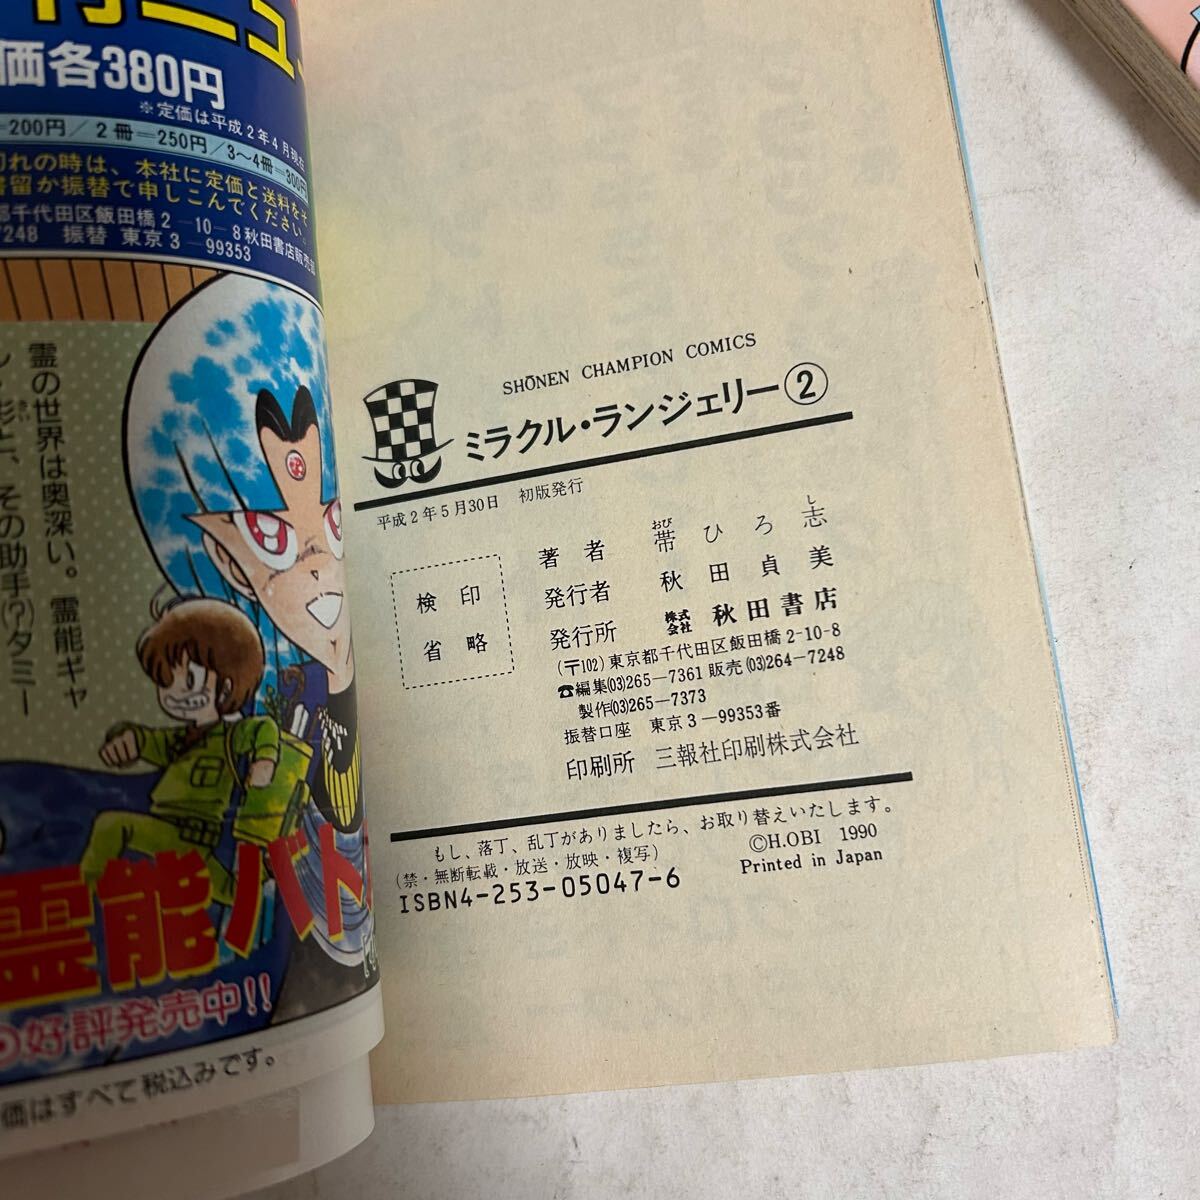 価各380円
※定価は平成2年4月現在
=200円/2冊=250円/3〜4冊=300円
切れの時は、本社に定価と送料をそ
書留か振替で申しこんでください。
都千代田区飯田橋2-10-8秋田書店販売部
7248 振替 東京3-99353
霊の世界は奥深い。霊能ギャ
その助手(?)タミー
霊能バト
好評発売中!!
価はすべて税込みです。
SHŌNEN CHAMPION COMICS
ミラクル・ランジェリー②
平成2年5月30日 初版発行
検印
省略
著者 帯ひろ志
おび し
発行者 秋田貞美
発行所 株式会社 秋田書店
(〒102)東京都千代田区飯田橋2-10-8
☎編集(03)265-7361 販売(03)264-7248
製作(03)265-7373
振替口座 東京3-99353番
印刷所 三報社印刷株式会社
もし、落丁、乱丁がありましたら、お取り替えいたします。
(禁・無断転載・放送・放映・複写)
©H.OBI 1990
ISBN4-253-05047-6
Printed in Japan